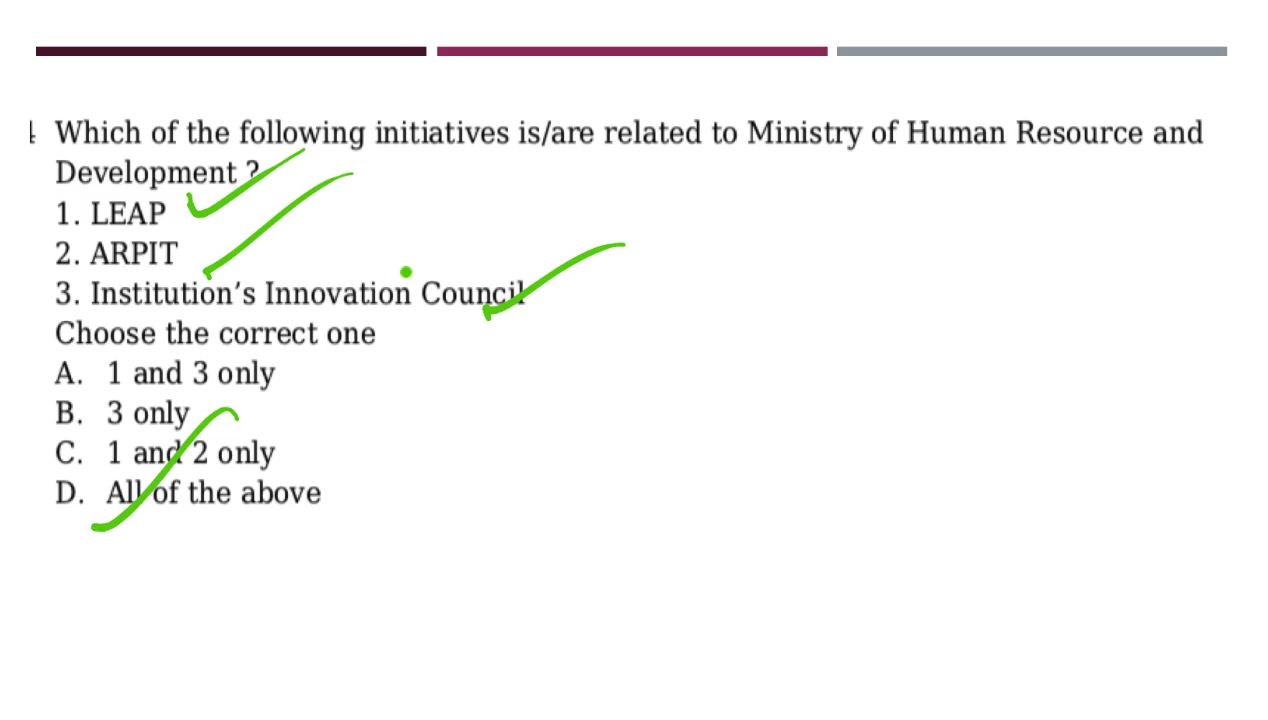 Which of the following initiatives is/are related to Ministry of Human Resource and
Development ?
1. LEAP
2. ARPIT
3. Institution’s Innovation Council
Choose the correct one
A. 1 and 3 only
B. 3 only
C. 1 and 2 only
D. All of the above